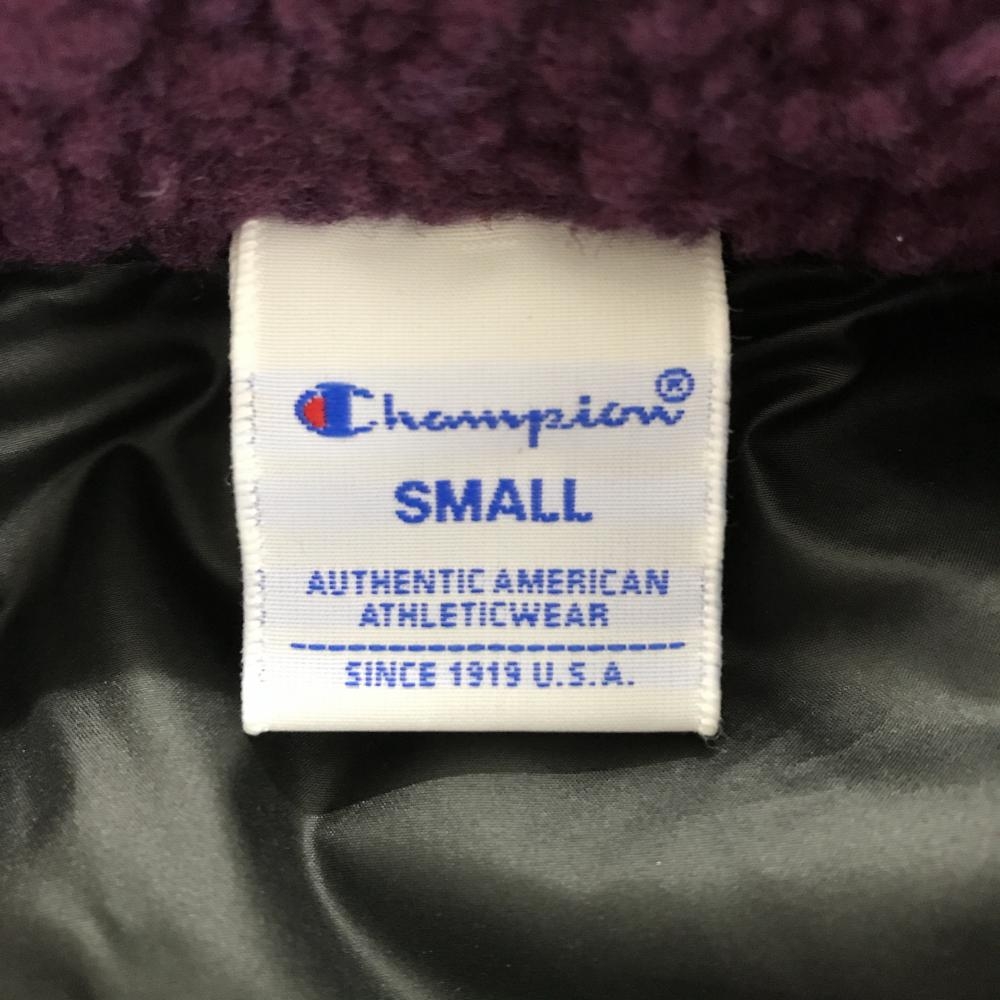 Champion®
SMALL
AUTHENTIC AMERICAN
ATHLETICWEAR
SINCE 1919 U.S.A.